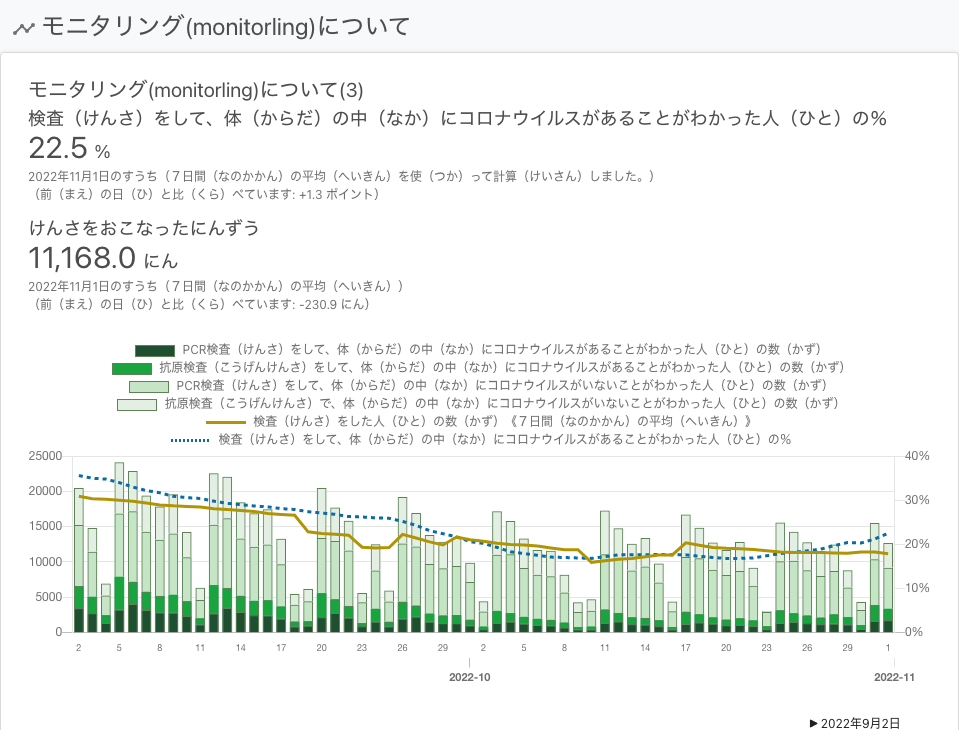 モニタリング(monitorling)について
モニタリング(monitorling)について(3)
検査（けんさ）をして、体（からだ）の中（なか）にコロナウイルスがあることがわかった人（ひと）の%
22.5 %
2022年11月1日のすうち（７日間（なのかかん）の平均（へいきん）を使（つか）って計算（けいさん）しました。）
（前（まえ）の日（ひ）と比（くら）べています: +1.3 ポイント）
けんさをおこなったにんずう
11,168.0 にん
2022年11月1日のすうち（７日間（なのかかん）の平均（へいきん））
（前（まえ）の日（ひ）と比（くら）べています: -230.9 にん）
PCR検査（けんさ）をして、体（からだ）の中（なか）にコロナウイルスがあることがわかった人（ひと）の数（かず）
抗原検査（こうげんけんさ）をして、体（からだ）の中（なか）にコロナウイルスがあることがわかった人（ひと）の数（かず）
PCR検査（けんさ）をして、体（からだ）の中（なか）にコロナウイルスがいないことがわかった人（ひと）の数（かず）
抗原検査（こうげんけんさ）で、体（からだ）の中（なか）にコロナウイルスがいないことがわかった人（ひと）の数（かず）
検査（けんさ）をした人（ひと）の数（かず）《７日間（なのかかん）の平均（へいきん）》
検査（けんさ）をして、体（からだ）の中（なか）にコロナウイルスがあることがわかった人（ひと）の%
25000 40%
20000 30%
15000 20%
10000 10%
5000
0 0%
2 5 8 11 14 17 20 23 26 29 2 5 8 11 14 17 20 23 26 29 1
2022-10 2022-11
▶2022年9月2日